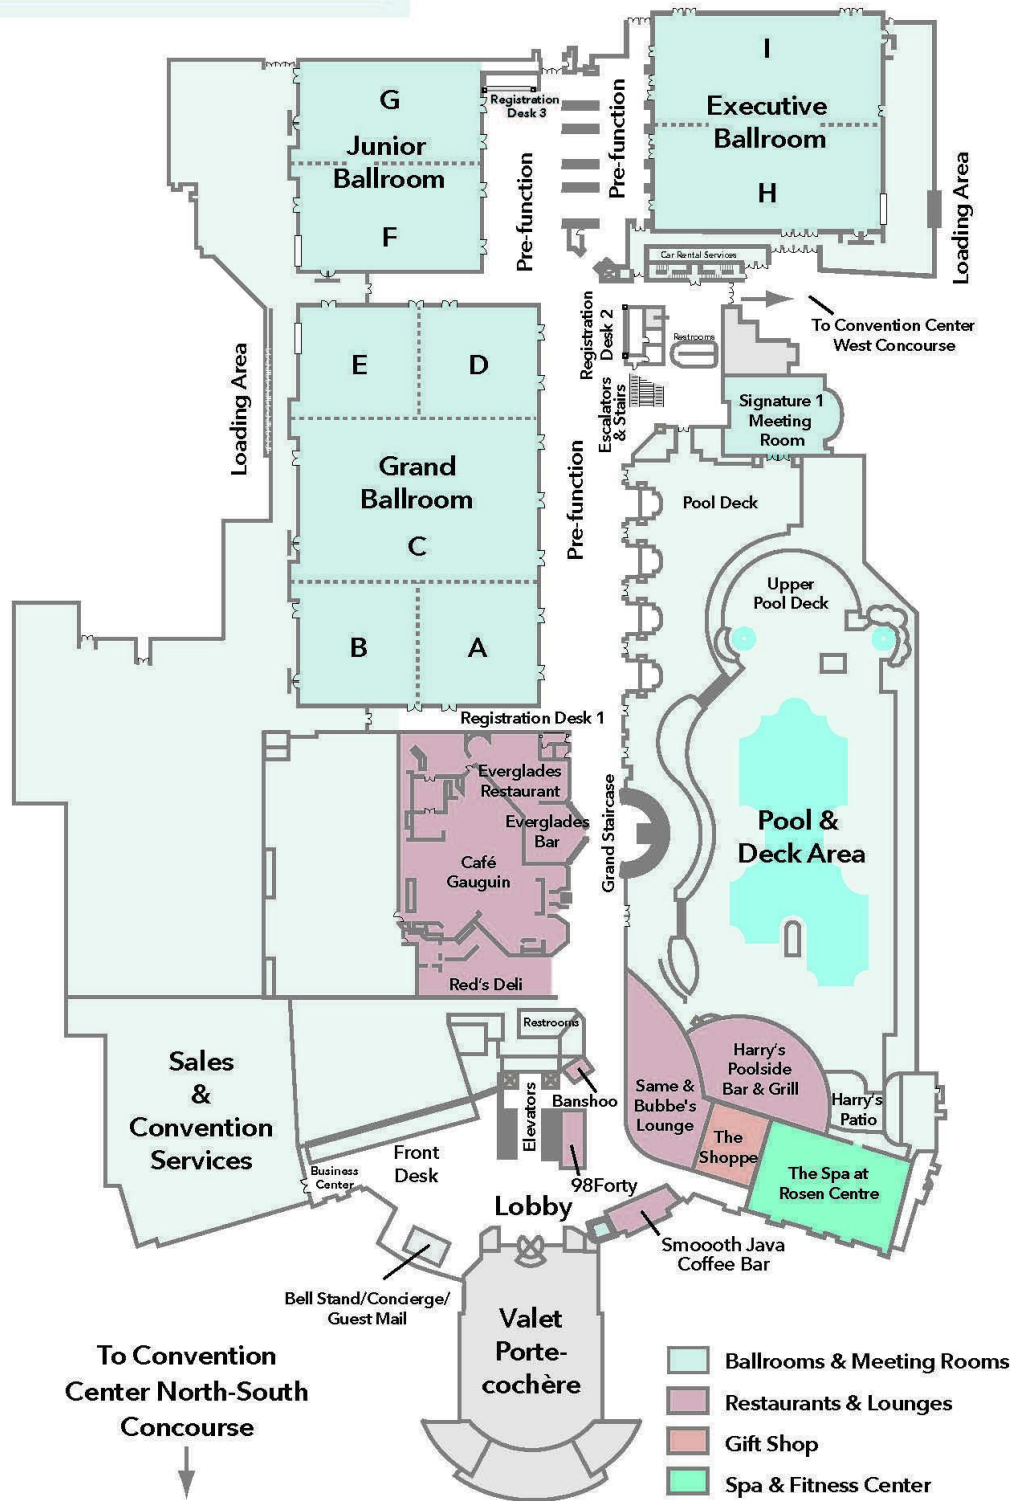 I
Executive
Ballroom
H
G
Junior
Ballroom
F
Registration
Desk 3
Pre-function
Pre-function
Loading Area
Car Rental Services
To Convention Center
West Concourse
Registration
Desk 2
Restrooms
Escalators
& Stairs
Signature 1
Meeting
Room
Loading Area
E
D
Grand
Ballroom
C
B
A
Pre-function
Pool Deck
Upper
Pool Deck
Registration Desk 1
Everglades
Restaurant
Everglades
Bar
Café
Gauguin
Red's Deli
Grand Staircase
Pool &
Deck Area
Restrooms
Banshoo
Elevators
98Forty
Sales
&
Convention
Services
Business
Center
Front
Desk
Lobby
Same &
Bubbe's
Lounge
Harry's
Poolside
Bar & Grill
Harry's
Patio
The
Shoppe
The Spa at
Rosen Centre
Smoooth Java
Coffee Bar
Bell Stand/Concierge/
Guest Mail
Valet
Porte-
cochère
To Convention
Center North-South
Concourse
Ballrooms & Meeting Rooms
Restaurants & Lounges
Gift Shop
Spa & Fitness Center